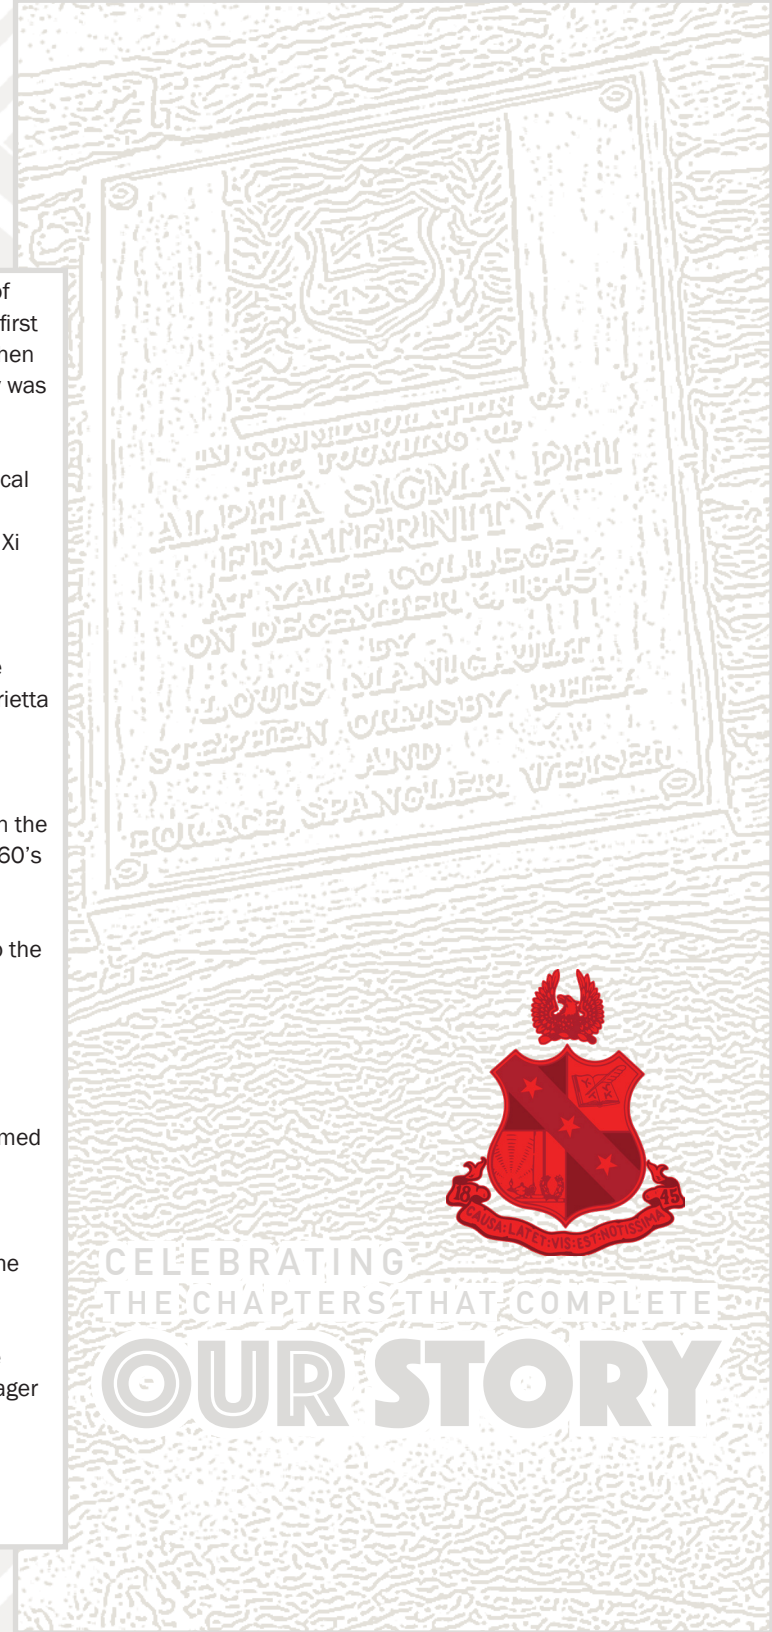 of
first
hen
was
cal
Xi
e
rietta
n the
60's
o the
med
ne
ager
IN COMMEMORATION OF
THE FOUNDING OF
ALPHA SIGMA PHI
FRATERNITY
AT YALE COLLEGE
ON DECEMBER 6, 1845
BY
LOUIS MANIGAULT
STEPHEN ORMSBY RHEA
AND
HORACE SPANGLER WEISER
18 45
CAUSA:LATET:VIS:EST:NOTISSIMA
CELEBRATING
THE CHAPTERS THAT COMPLETE
OUR STORY